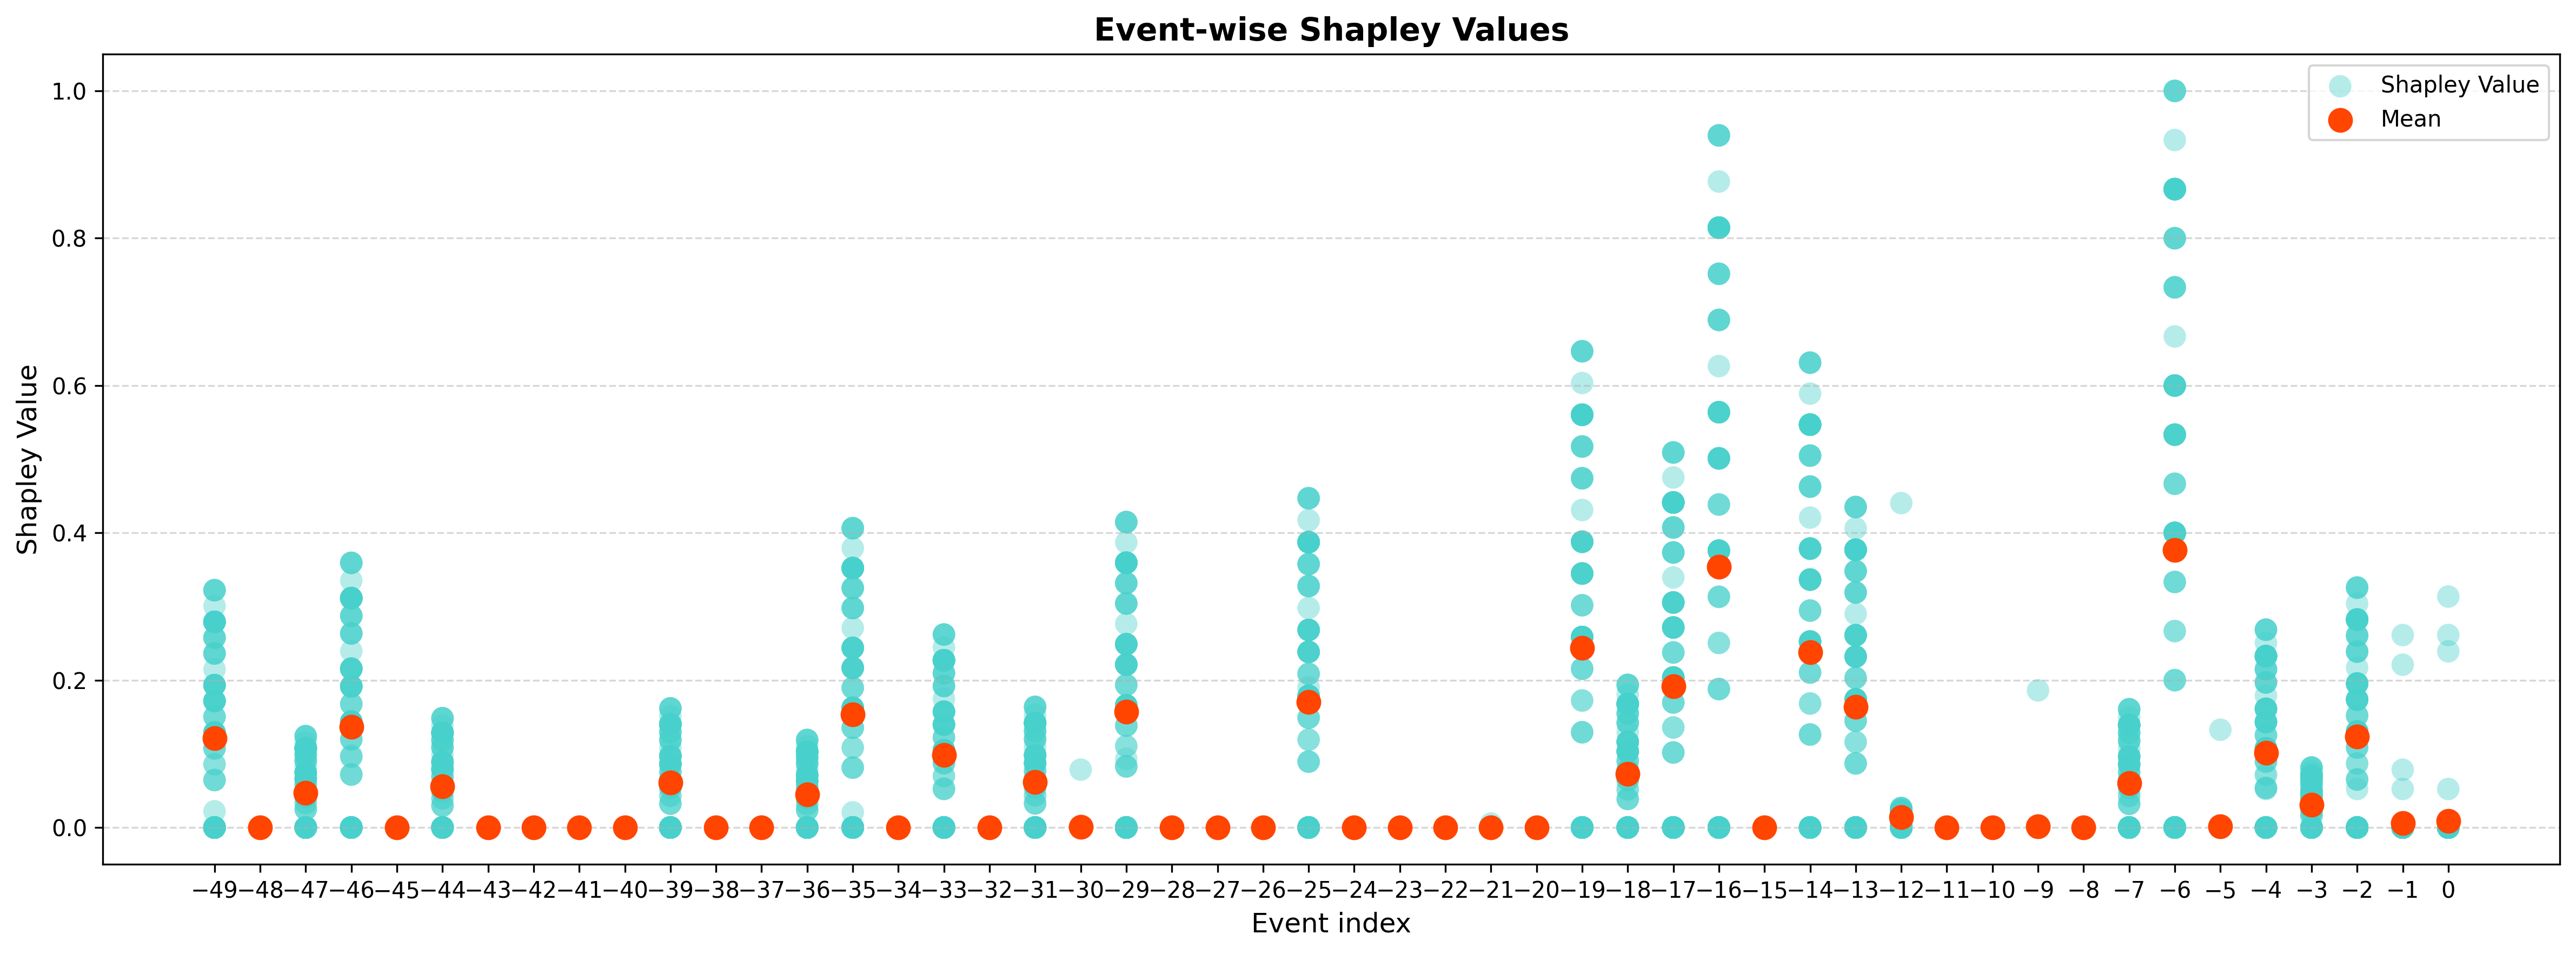 Event-wise Shapley Values
Shapley Value
Mean
1.0
0.8
0.6
0.4
0.2
0.0
Shapley Value
−49 −48 −47 −46 −45 −44 −43 −42 −41 −40 −39 −38 −37 −36 −35 −34 −33 −32 −31 −30 −29 −28 −27 −26 −25 −24 −23 −22 −21 −20 −19 −18 −17 −16 −15 −14 −13 −12 −11 −10 −9 −8 −7 −6 −5 −4 −3 −2 −1 0
Event index